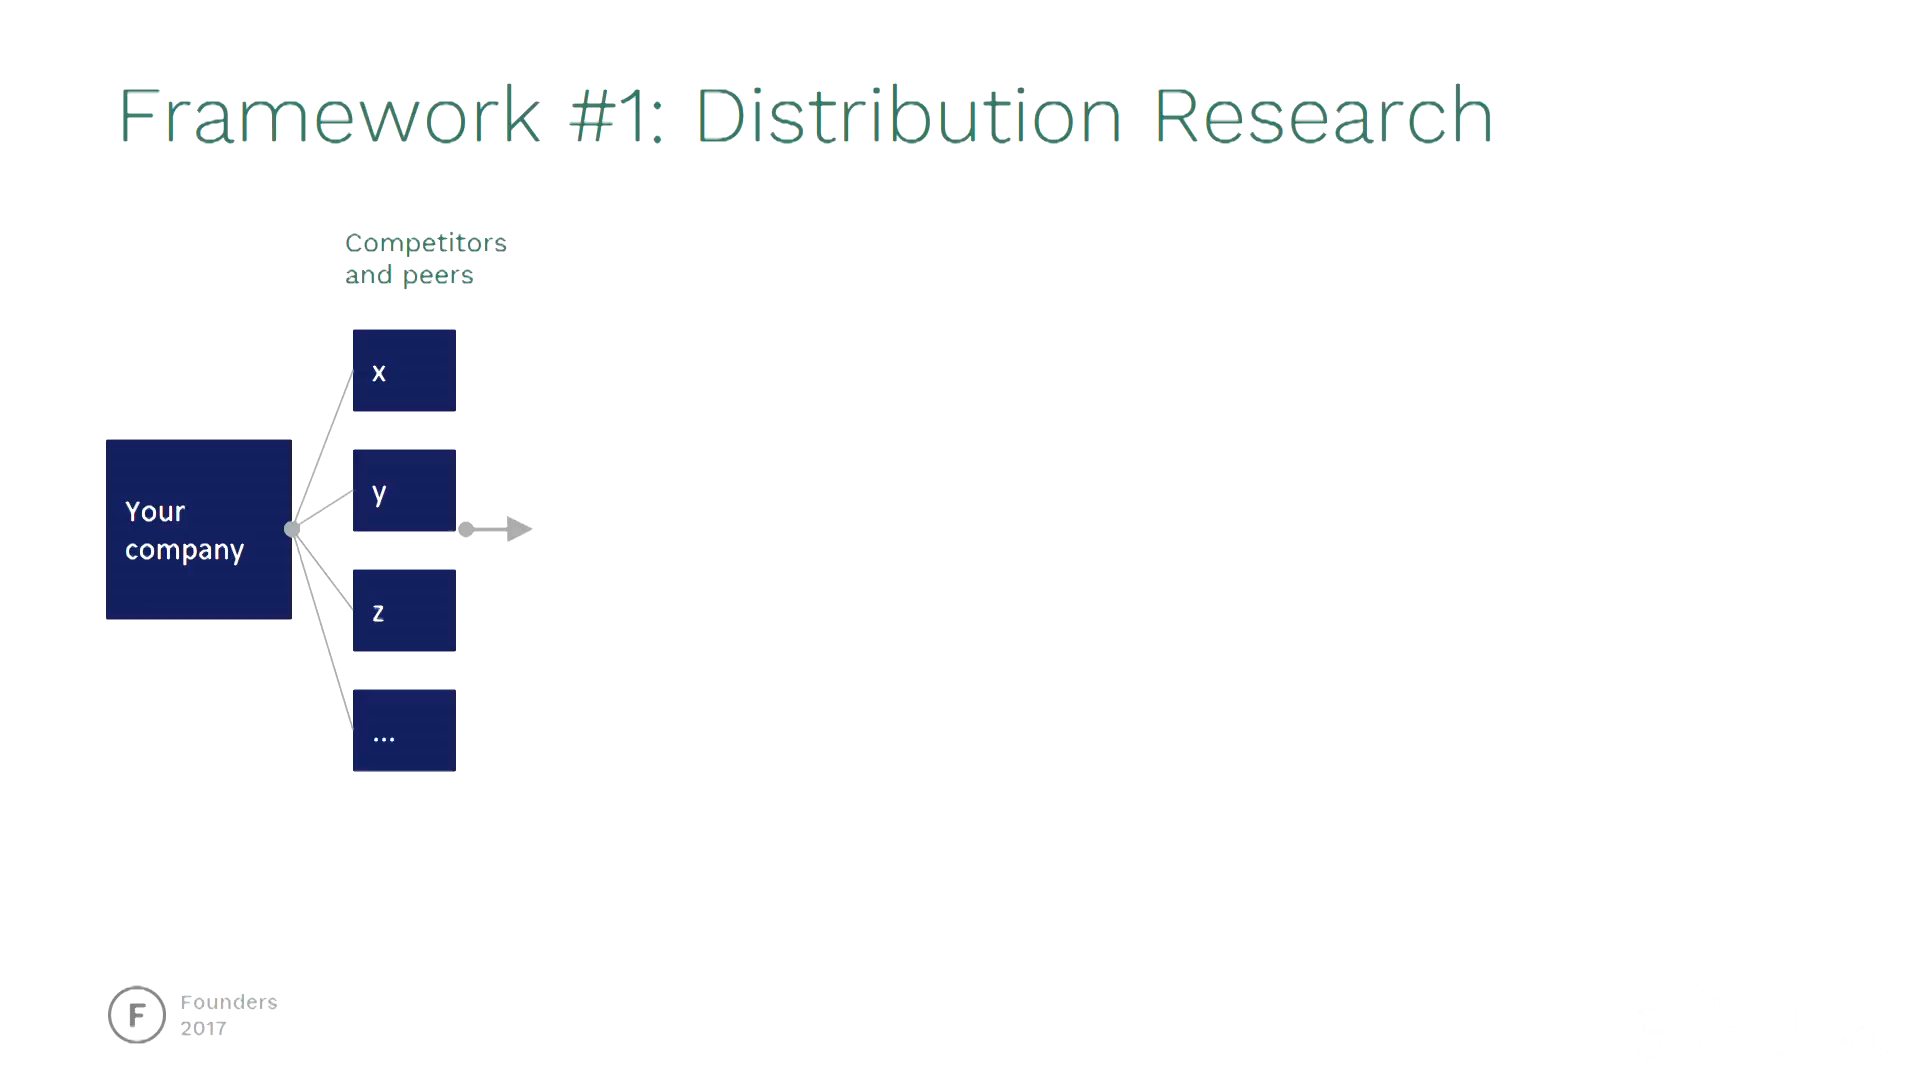 Framework #1: Distribution Research
Competitors
and peers
x
y
z
...
Your
company
F
Founders
2017